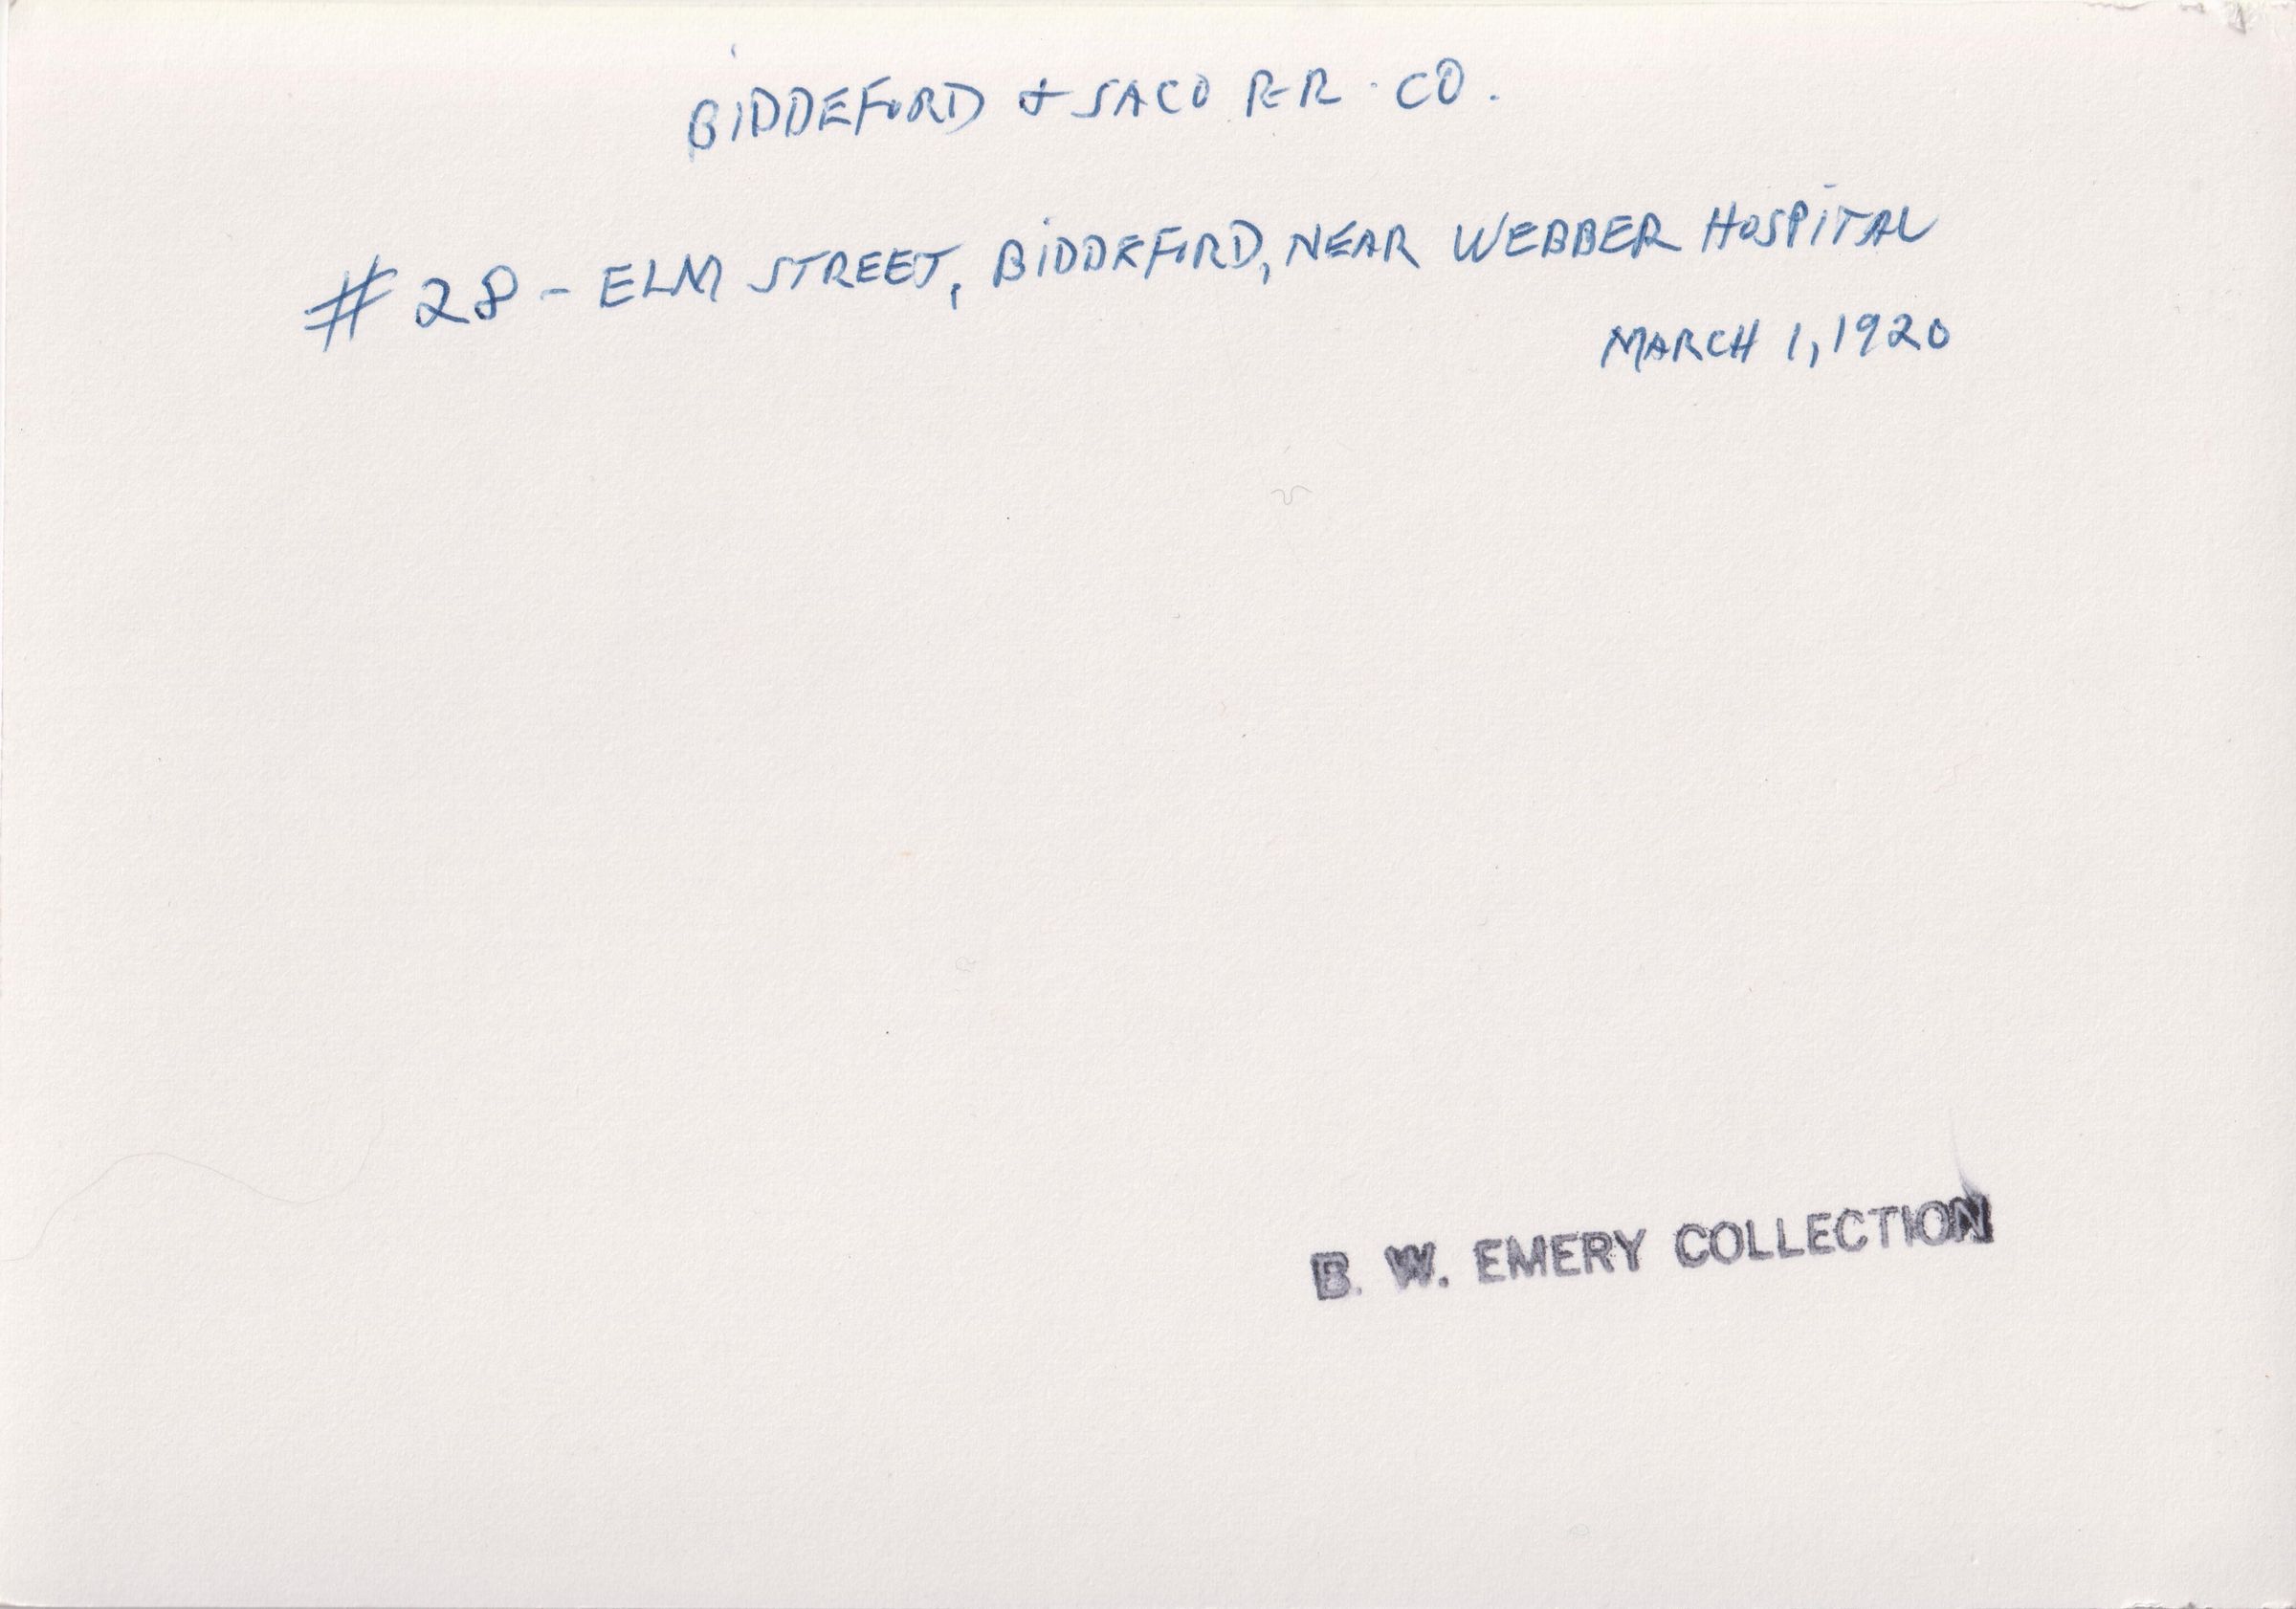 BIDDEFORD & SACO R-R. CO.
# 28 - ELM STREET, BIDDEFORD, NEAR WEBBER HOSPITAL
MARCH 1, 1920
B. W. EMERY COLLECTION